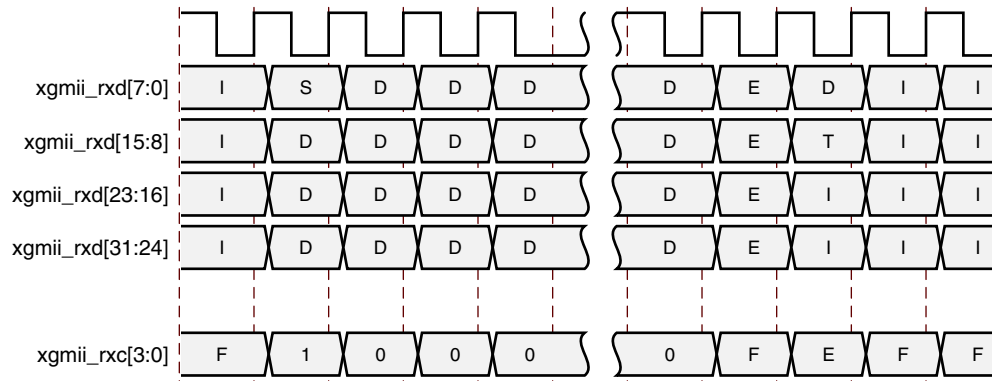 xgmii_rxd[7:0] I S D D D D E D I I
xgmii_rxd[15:8] I D D D D D E T I I
xgmii_rxd[23:16] I D D D D D E I I I
xgmii_rxd[31:24] I D D D D D E I I I
xgmii_rxc[3:0] F 1 0 0 0 0 F E F F